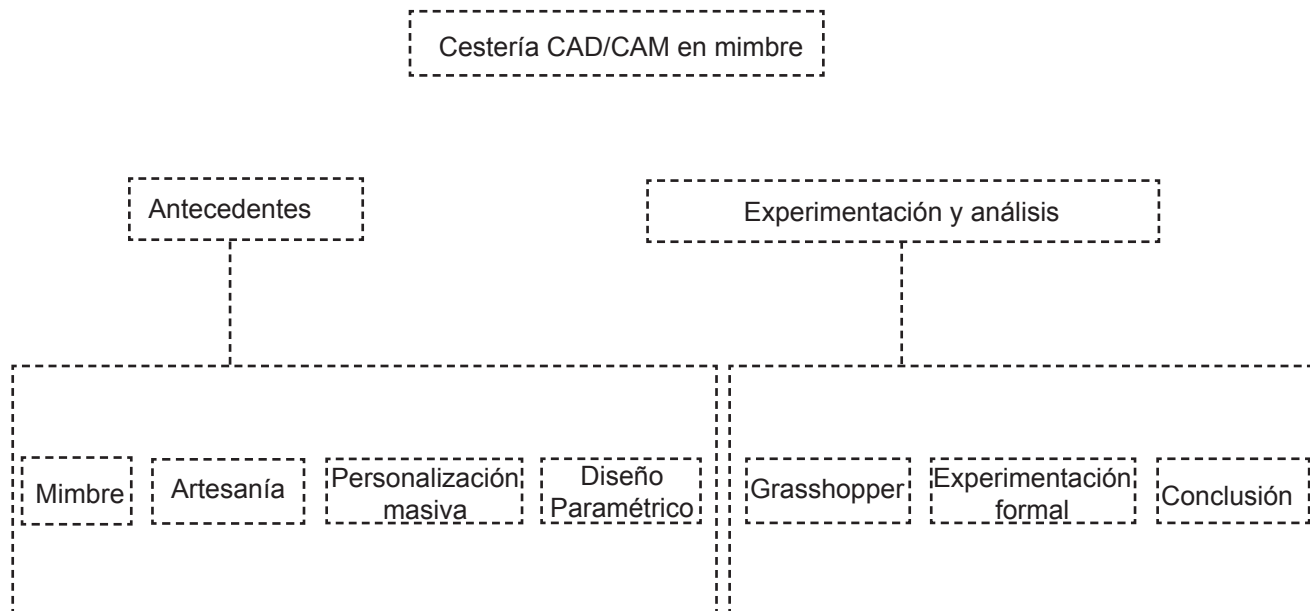 Cestería CAD/CAM en mimbre
Antecedentes
Experimentación y análisis
Mimbre
Artesanía
Personalización
masiva
Diseño
Paramétrico
Grasshopper
Experimentación
formal
Conclusión